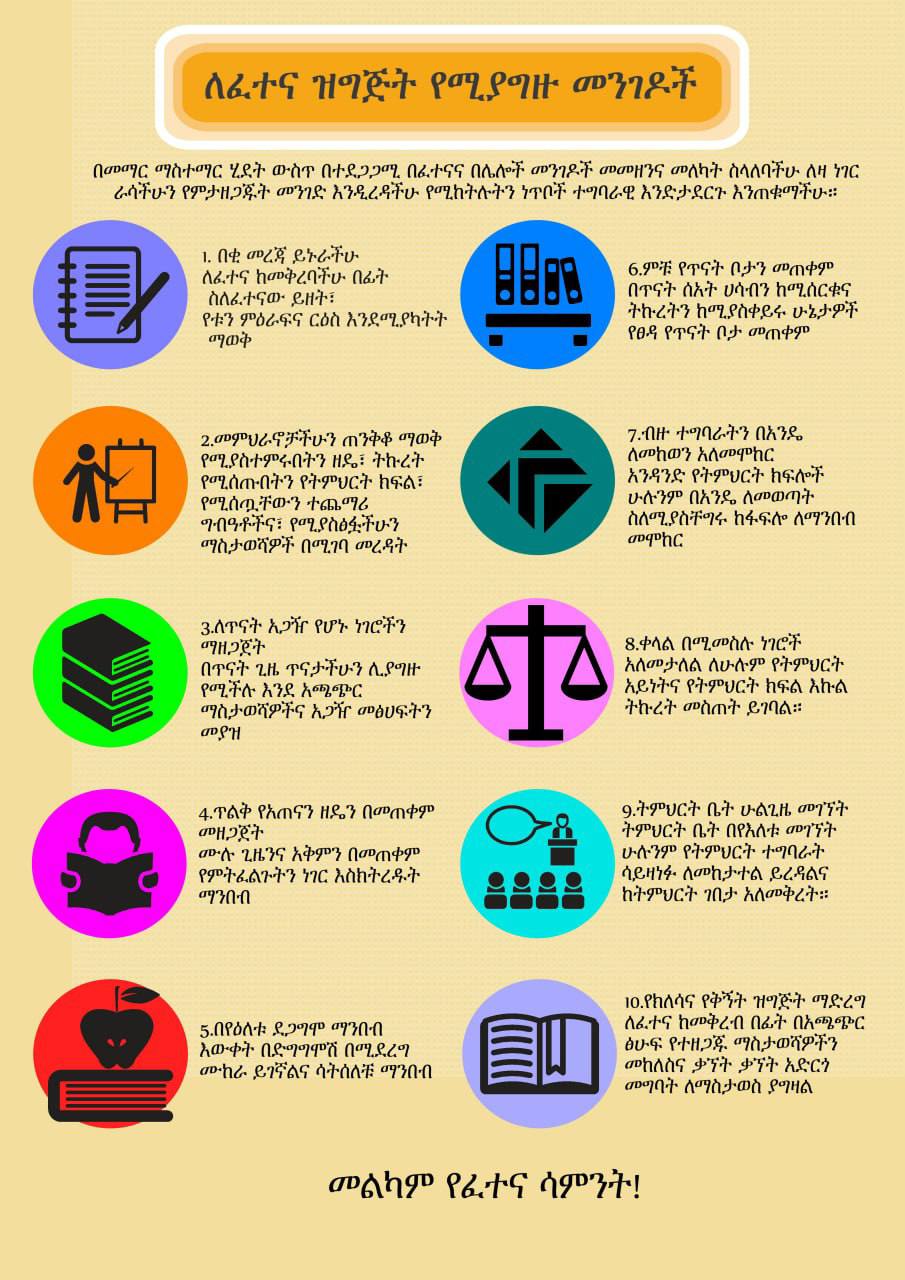 ለፈተና ዝግጅት የሚያግዙ መንገዶች
በመማር ማስተማር ሂደት ውስጥ በተደጋጋሚ በፈተናና በሌሎች መንገዶች መመዘንና መለካት ስላለባችሁ ለዛ ነገር
ራሳችሁን የምታዘጋጁት መንገድ እንዲረዳችሁ የሚከትሉትን ነጥቦች ተግባራዊ እንድታደርጉ እንጠቁማችሁ።
1. በቂ መረጃ ይኑራችሁ
ለፈተና ከመቅረባችሁ በፊት
ስለፈተናው ይዘት፣
የቱን ምዕራፍና ርዕስ እንደሚያካትት
ማወቅ
2.መምህራኖቻችሁን ጠንቅቆ ማወቅ
የሚያስተምሩበትን ዘዴ፣ ትኩረት
የሚሰጡበትን የትምህርት ክፍል፣
የሚሰጧቸውን ተጨማሪ
ግብዓቶችና፣ የሚያስፅፏችሁን
ማስታወሻዎች በሚገባ መረዳት
3.ለጥናት አጋዥ የሆኑ ነገሮችን
ማዘጋጀት
በጥናት ጊዜ ጥናታችሁን ሊያግዙ
የሚችሉ እንደ አጫጭር
ማስታወሻዎችና አጋዥ መፅሀፍትን
መያዝ
4.ጥልቅ የአጠናን ዘዴን በመጠቀም
መዘጋጀት
ሙሉ ጊዜንና አቅምን በመጠቀም
የምትፈልጉትን ነገር እስክትረዱት
ማንበብ
5.በየዕለቱ ደጋግሞ ማንበብ
እውቀት በድግግሞሽ በሚደረግ
ሙከራ ይገኛልና ሳትሰለቹ ማንበብ
6.ምቹ የጥናት ቦታን መጠቀም
በጥናት ሰአት ሀሳብን ከሚሰርቁና
ትኩረትን ከሚያስቀይሩ ሁኔታዎች
የፀዳ የጥናት ቦታ መጠቀም
7.ብዙ ተግባራትን በአንዴ
ለመከወን አለመሞከር
አንዳንድ የትምህርት ክፍሎች
ሁሉንም በአንዴ ለመወጣት
ስለሚያስቸግሩ ከፋፍሎ ለማንበብ
መሞከር
8.ቀላል በሚመስሉ ነገሮች
አለመታለል ለሁሉም የትምህርት
አይነትና የትምህርት ክፍል እኩል
ትኩረት መስጠት ይገባል።
9.ትምህርት ቤት ሁልጊዜ መገኘት
ትምህርት ቤት በየእለቱ መገኘት
ሁሉንም የትምህርት ተግባራት
ሳይዛነፉ ለመከታተል ይረዳልና
ከትምህርት ገበታ አለመቅረት።
10.የክለሳና የቅኝት ዝግጅት ማድረግ
ለፈተና ከመቅረብ በፊት በአጫጭር
ፅሁፍ የተዘጋጁ ማስታወሻዎችን
መከለስና ቃኘት ቃኘት አድርጎ
መግባት ለማስታወስ ያግዛል
መልካም የፈተና ሳምንት!